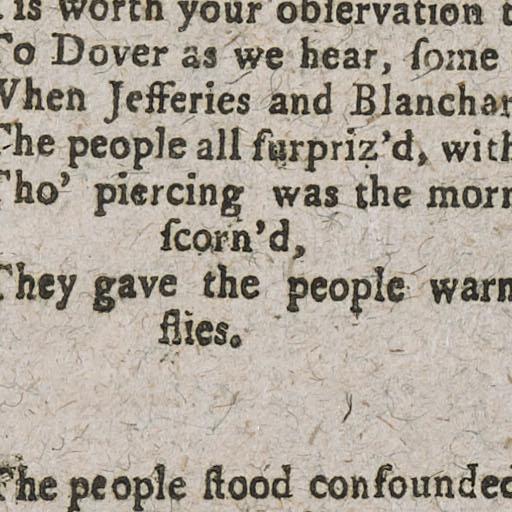 is worth your obſervation t
To Dover as we hear, ſome
When Jefferies and Blanchar
The people all ſurpriz'd, with
Tho' piercing was the morn
ſcorn'd,
They gave the people warn
flies.
The people ſtood confounded